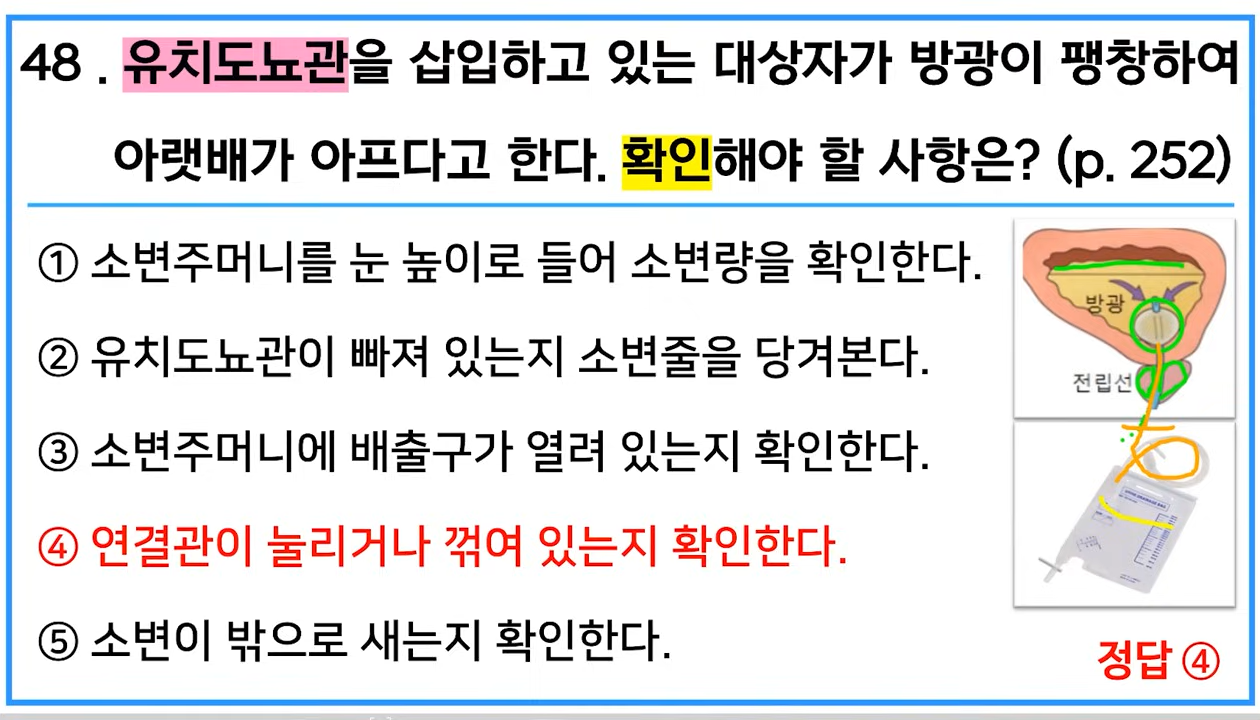 48 . 유치도뇨관을 삽입하고 있는 대상자가 방광이 팽창하여
아랫배가 아프다고 한다. 확인해야 할 사항은? (p. 252)
① 소변주머니를 눈 높이로 들어 소변량을 확인한다.
② 유치도뇨관이 빠져 있는지 소변줄을 당겨본다.
③ 소변주머니에 배출구가 열려 있는지 확인한다.
④ 연결관이 눌리거나 꺾여 있는지 확인한다.
⑤ 소변이 밖으로 새는지 확인한다.
방광
전립선
정답 ④